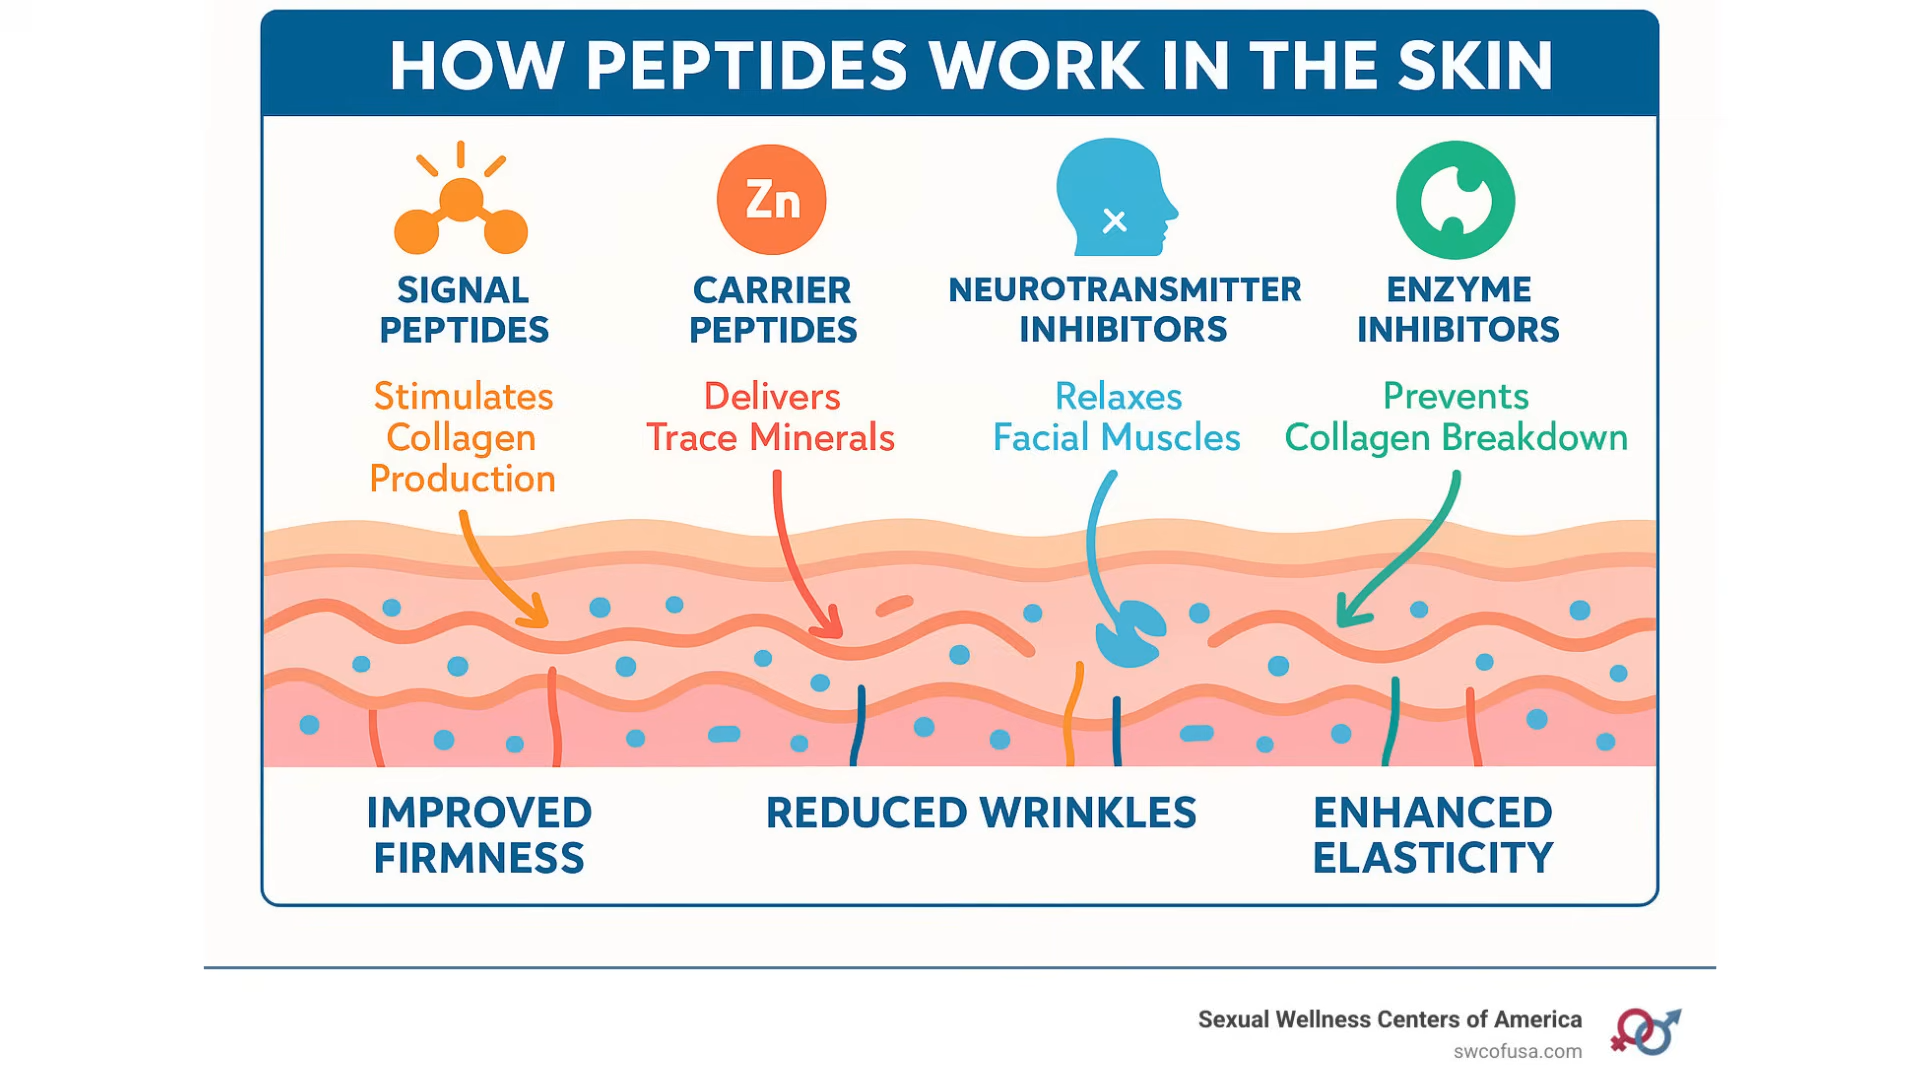 HOW PEPTIDES WORK IN THE SKIN
Zn
SIGNAL
PEPTIDES
Stimulates
Collagen
Production
CARRIER
PEPTIDES
Delivers
Trace Minerals
NEUROTRANSMITTER
INHIBITORS
Relaxes
Facial Muscles
ENZYME
INHIBITORS
Prevents
Collagen Breakdown
IMPROVED
FIRMNESS
REDUCED WRINKLES
ENHANCED
ELASTICITY
Sexual Wellness Centers of America
swcofusa.com